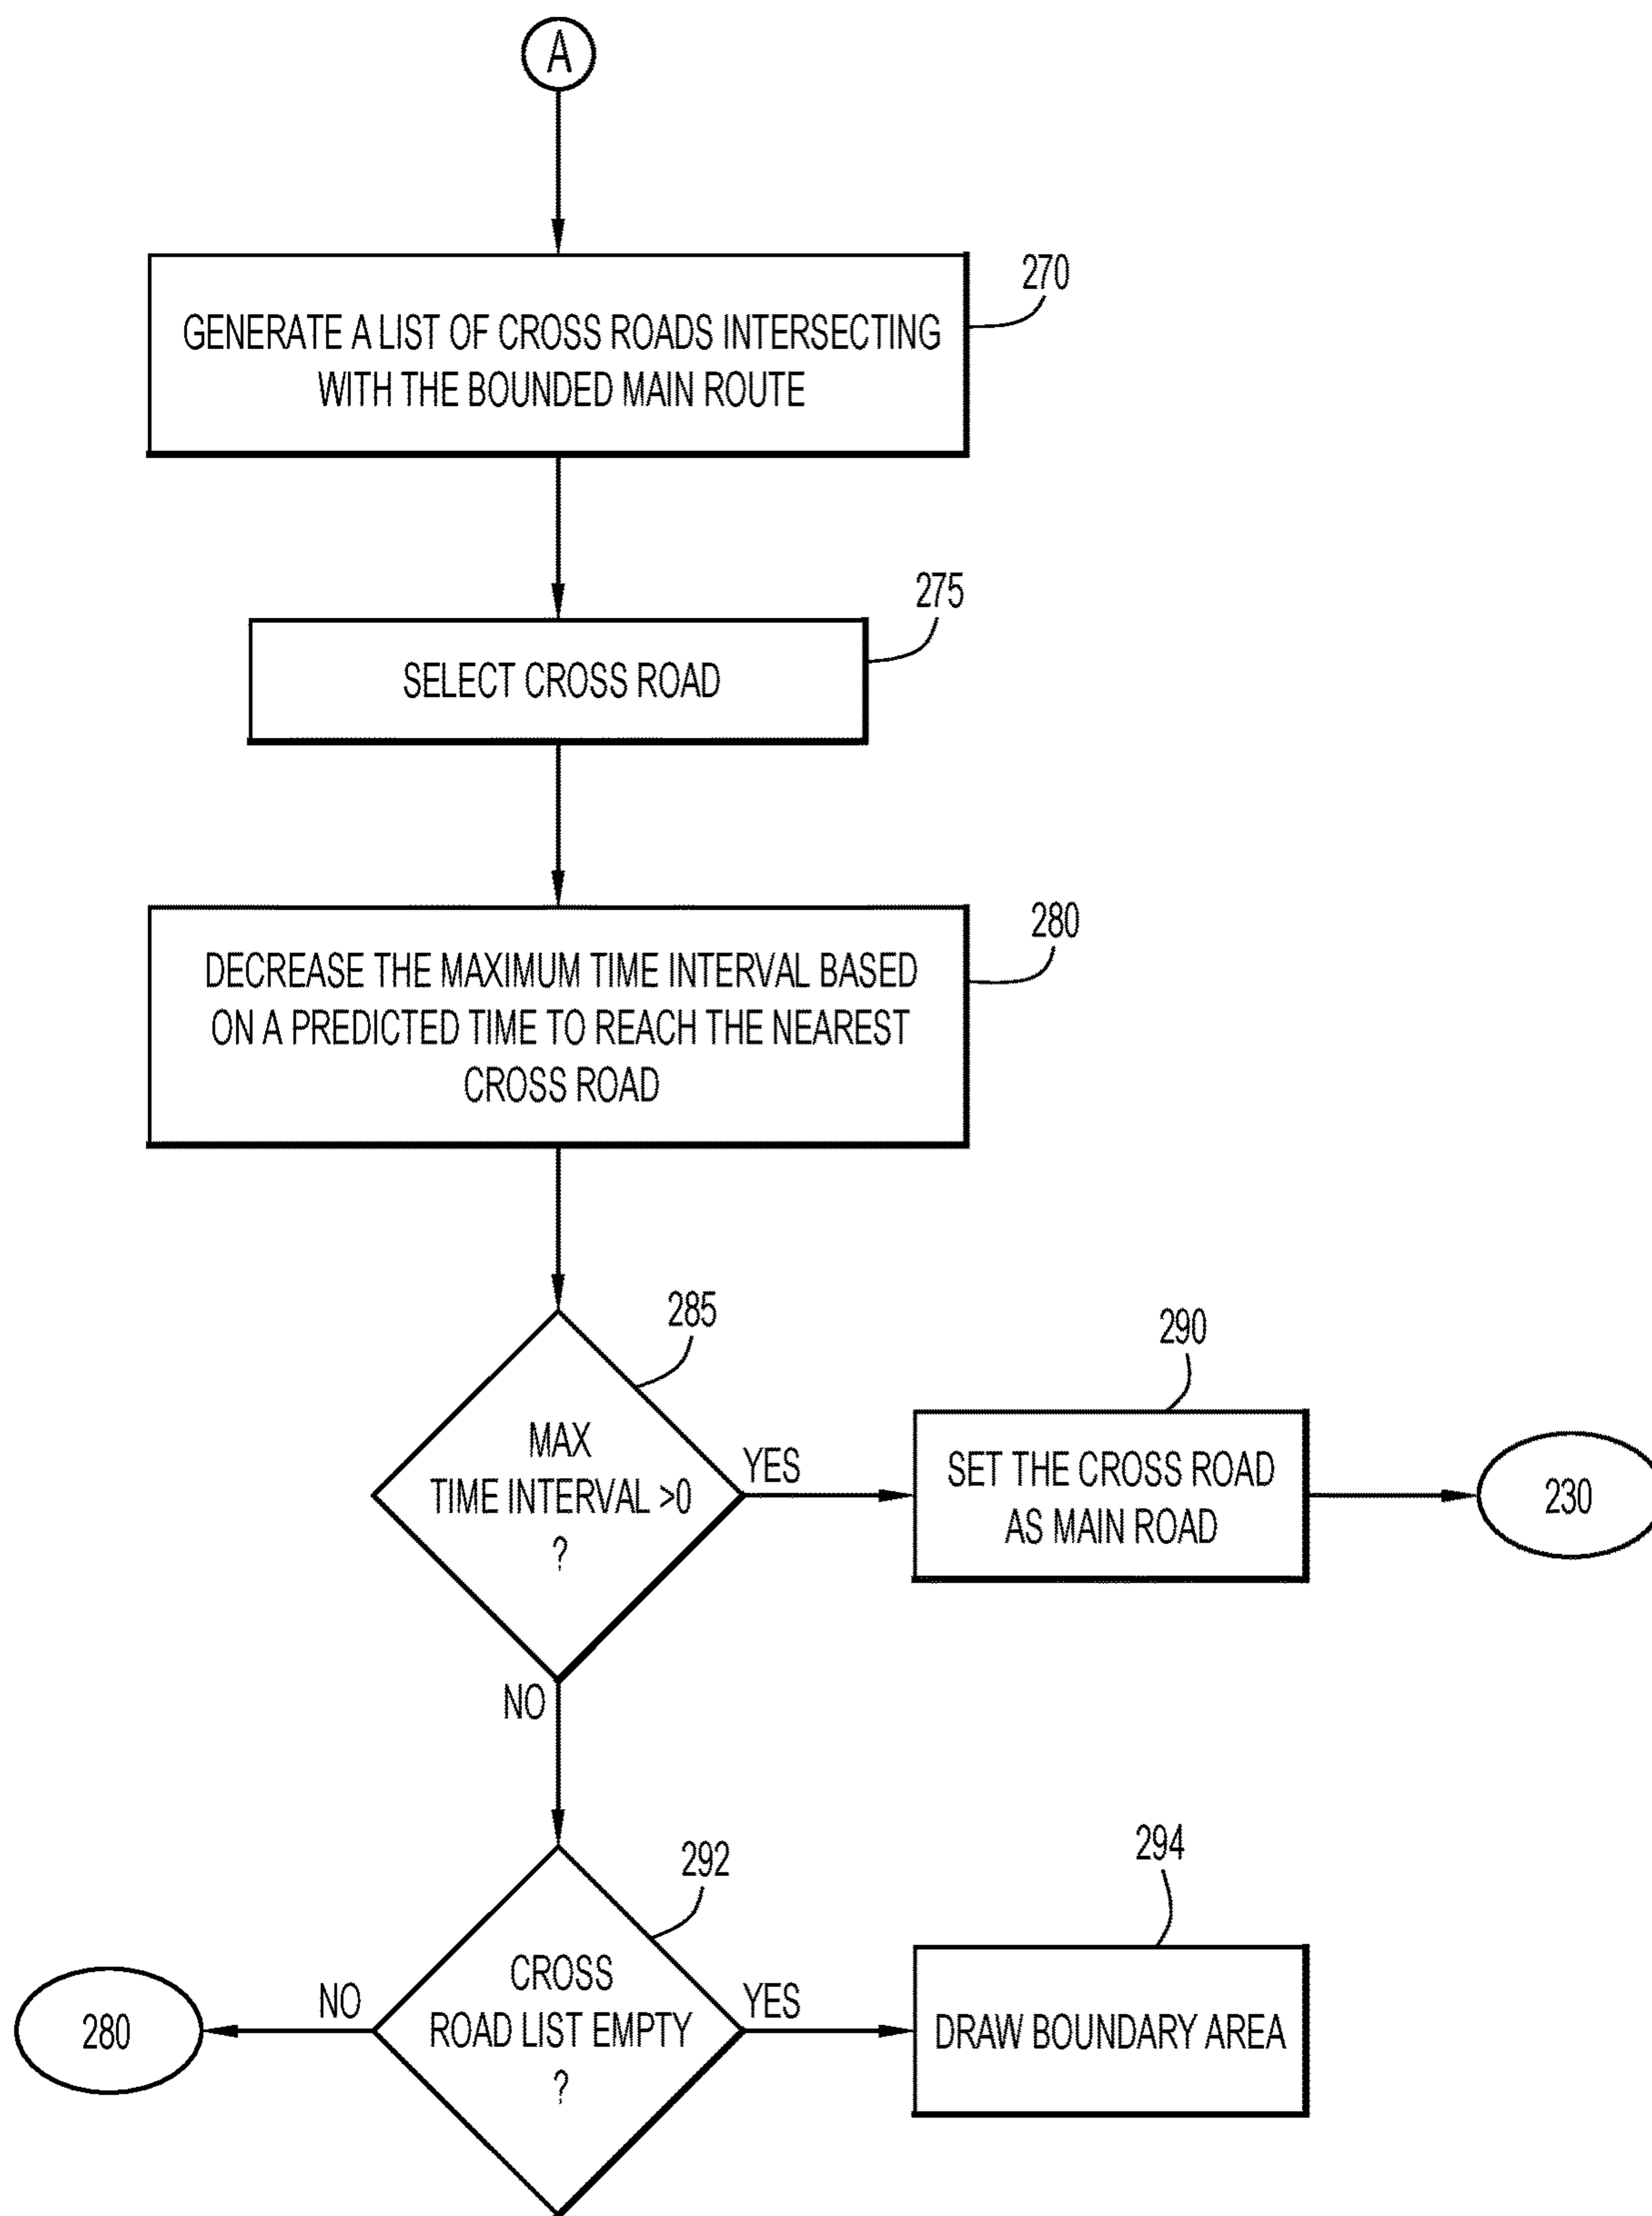 A
270
GENERATE A LIST OF CROSS ROADS INTERSECTING
WITH THE BOUNDED MAIN ROUTE
275
SELECT CROSS ROAD
280
DECREASE THE MAXIMUM TIME INTERVAL BASED
ON A PREDICTED TIME TO REACH THE NEAREST
CROSS ROAD
285
MAX
TIME INTERVAL >0
?
YES
290
SET THE CROSS ROAD
AS MAIN ROAD
230
NO
292
CROSS
ROAD LIST EMPTY
?
NO
280
YES
294
DRAW BOUNDARY AREA